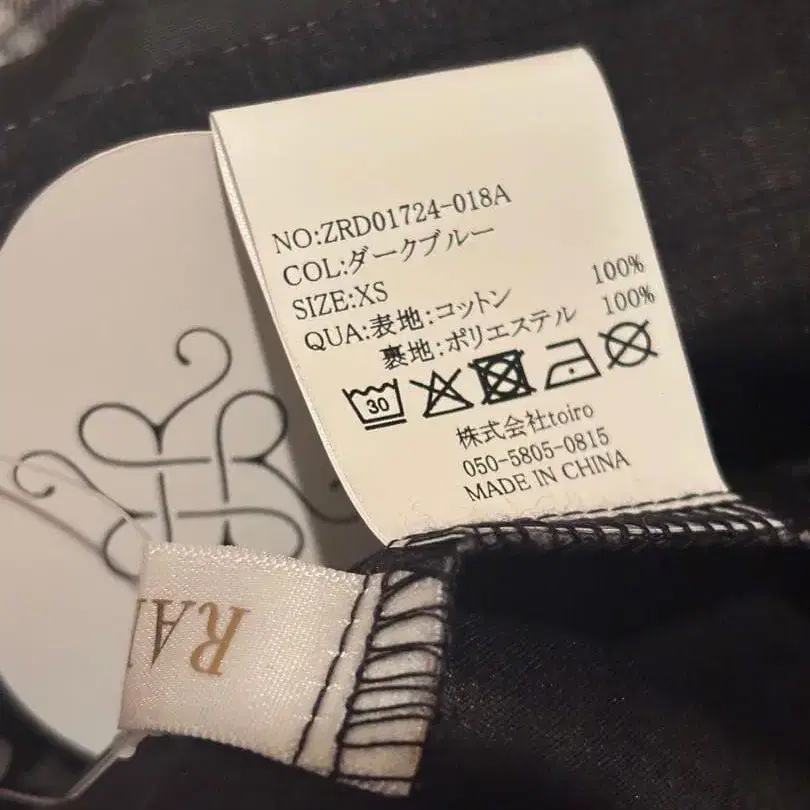 NO:ZRD01724-018A
COL:ダークブルー
SIZE:XS
QUA:表地:コットン 100%
裏地:ポリエステル 100%
30
株式会社toiro
050-5805-0815
MADE IN CHINA
RA